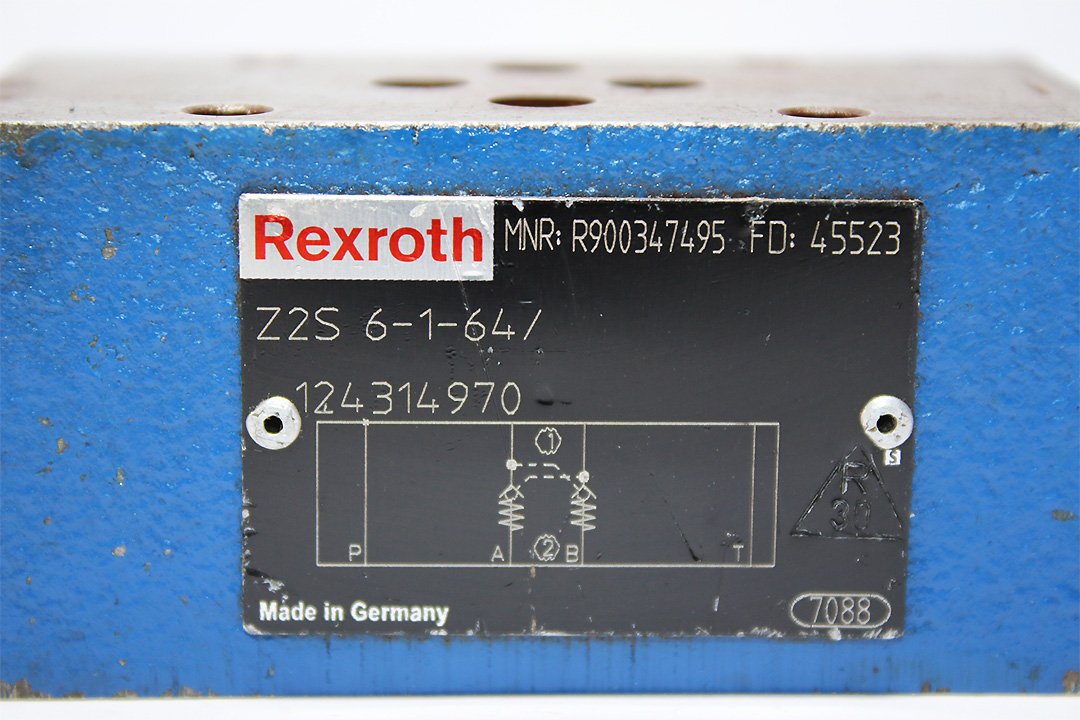 Rexroth MNR: R900347495 FD: 45523
Z2S 6-1-64/
124314970
1
P A 2 B T
S
R
30
Made in Germany 7088